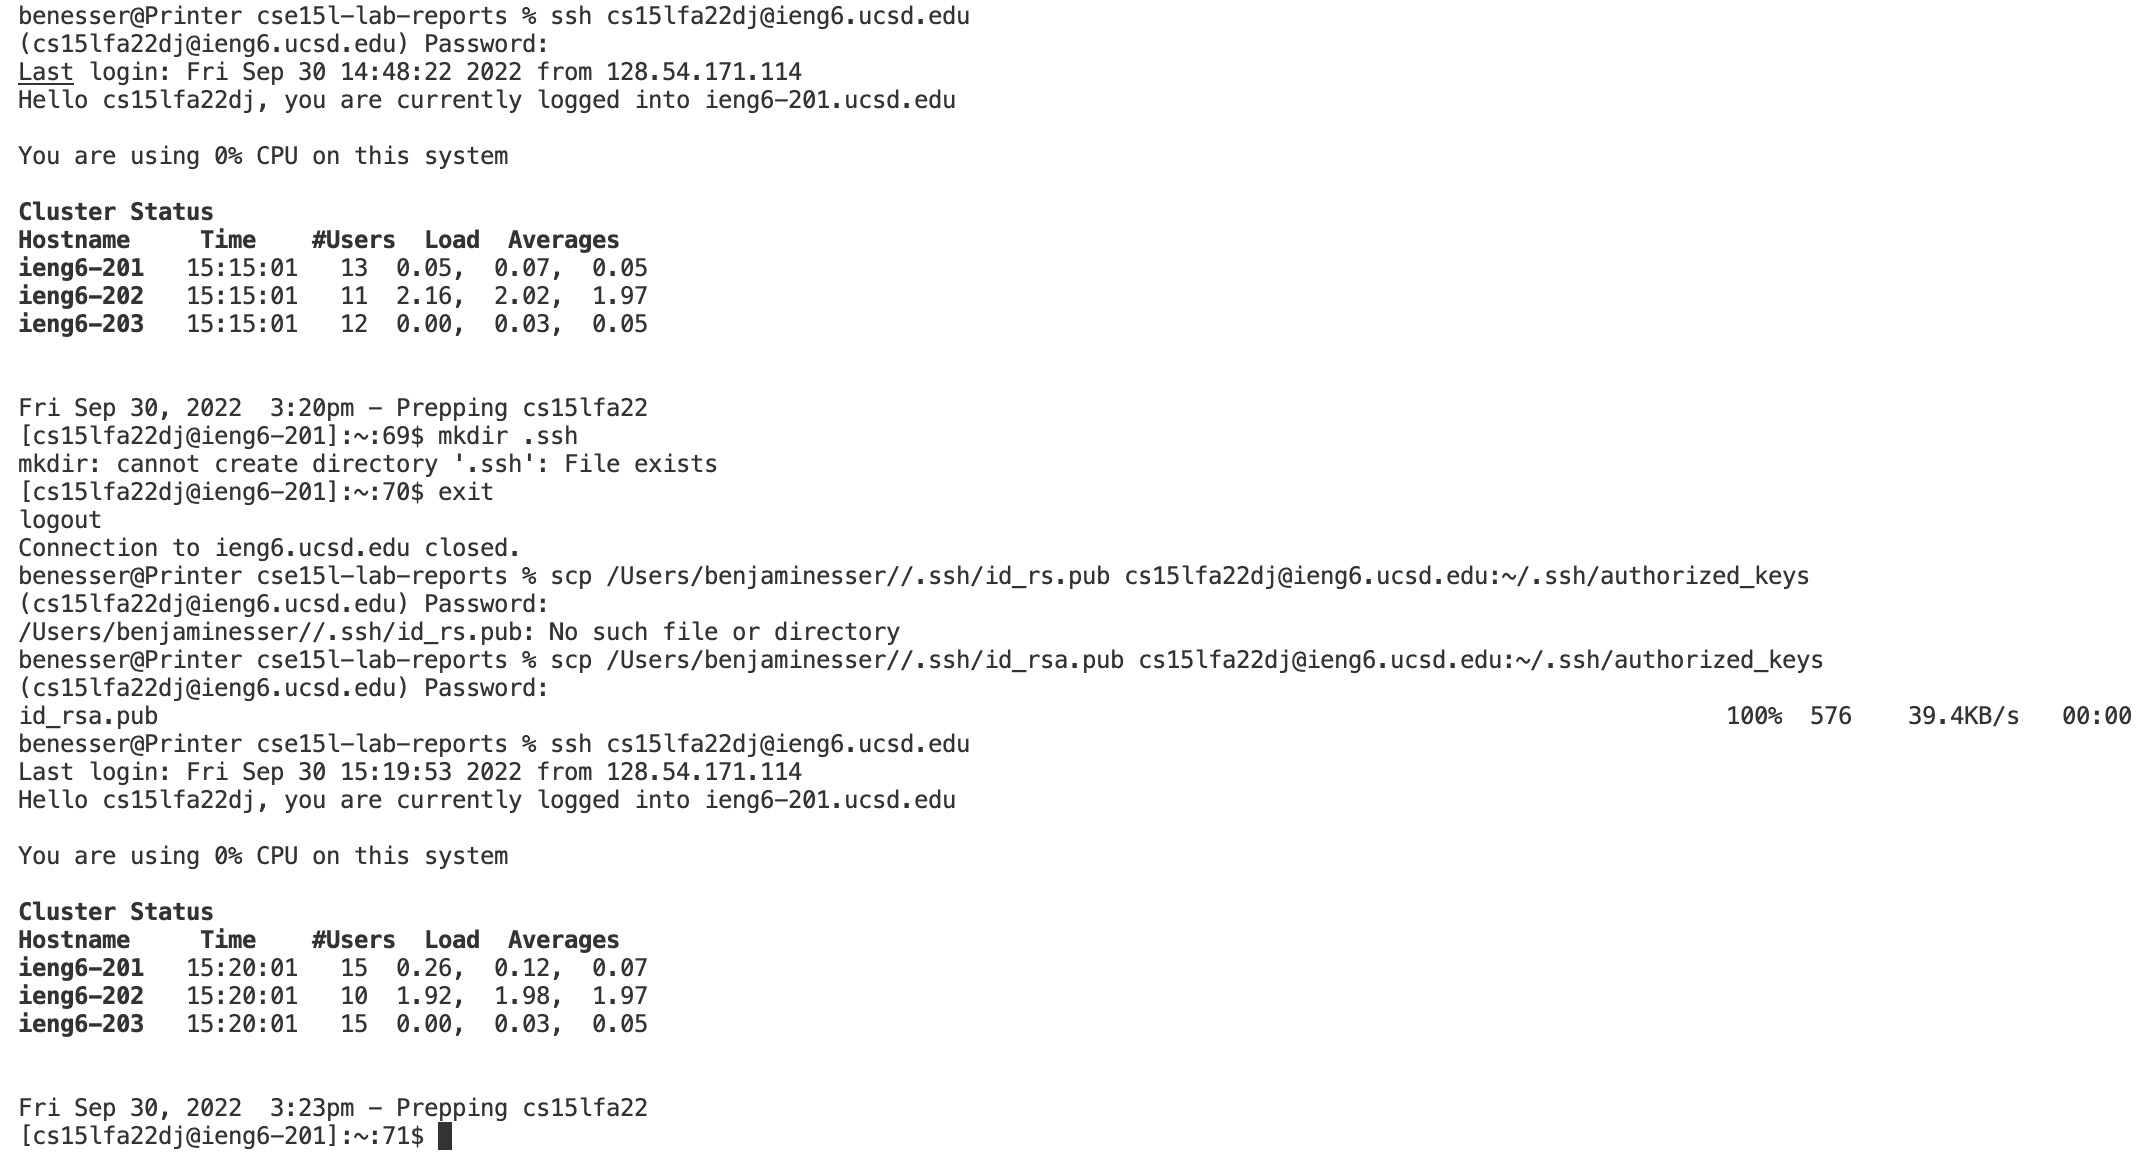 benesser@Printer cse15l-lab-reports % ssh cs15lfa22dj@ieng6.ucsd.edu
(cs15lfa22dj@ieng6.ucsd.edu) Password:
Last login: Fri Sep 30 14:48:22 2022 from 128.54.171.114
Hello cs15lfa22dj, you are currently logged into ieng6-201.ucsd.edu
You are using 0% CPU on this system
Cluster Status
Hostname     Time    #Users  Load  Averages
ieng6-201   15:15:01   13  0.05,  0.07,  0.05
ieng6-202   15:15:01   11  2.16,  2.02,  1.97
ieng6-203   15:15:01   12  0.00,  0.03,  0.05
Fri Sep 30, 2022  3:20pm - Prepping cs15lfa22
[cs15lfa22dj@ieng6-201]:~:69$ mkdir .ssh
mkdir: cannot create directory '.ssh': File exists
[cs15lfa22dj@ieng6-201]:~:70$ exit
logout
Connection to ieng6.ucsd.edu closed.
benesser@Printer cse15l-lab-reports % scp /Users/benjaminesser//.ssh/id_rs.pub cs15lfa22dj@ieng6.ucsd.edu:~/.ssh/authorized_keys
(cs15lfa22dj@ieng6.ucsd.edu) Password:
/Users/benjaminesser//.ssh/id_rs.pub: No such file or directory
benesser@Printer cse15l-lab-reports % scp /Users/benjaminesser//.ssh/id_rsa.pub cs15lfa22dj@ieng6.ucsd.edu:~/.ssh/authorized_keys
(cs15lfa22dj@ieng6.ucsd.edu) Password:
id_rsa.pub 100%  576    39.4KB/s   00:00
benesser@Printer cse15l-lab-reports % ssh cs15lfa22dj@ieng6.ucsd.edu
Last login: Fri Sep 30 15:19:53 2022 from 128.54.171.114
Hello cs15lfa22dj, you are currently logged into ieng6-201.ucsd.edu
You are using 0% CPU on this system
Cluster Status
Hostname     Time    #Users  Load  Averages
ieng6-201   15:20:01   15  0.26,  0.12,  0.07
ieng6-202   15:20:01   10  1.92,  1.98,  1.97
ieng6-203   15:20:01   15  0.00,  0.03,  0.05
Fri Sep 30, 2022  3:23pm - Prepping cs15lfa22
[cs15lfa22dj@ieng6-201]:~:71$